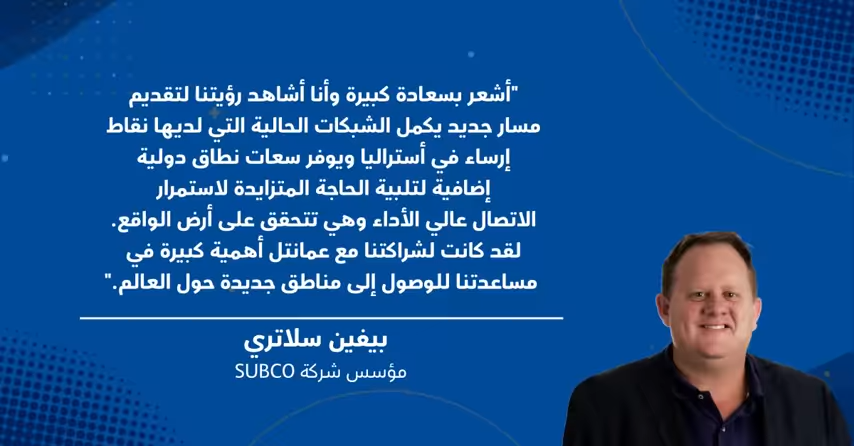 "أشعر بسعادة كبيرة وأنا أشاهد رؤيتنا لتقديم
مسار جديد يكمل الشبكات الحالية التي لديها نقاط
إرساء في أستراليا ويوفر سعات نطاق دولية
إضافية لتلبية الحاجة المتزايدة لاستمرار
الاتصال عالي الأداء وهي تتحقق على أرض الواقع.
لقد كانت لشراكتنا مع عمانتل أهمية كبيرة في
مساعدتنا للوصول إلى مناطق جديدة حول العالم."
بيفين سلاتري
مؤسس شركة SUBCO